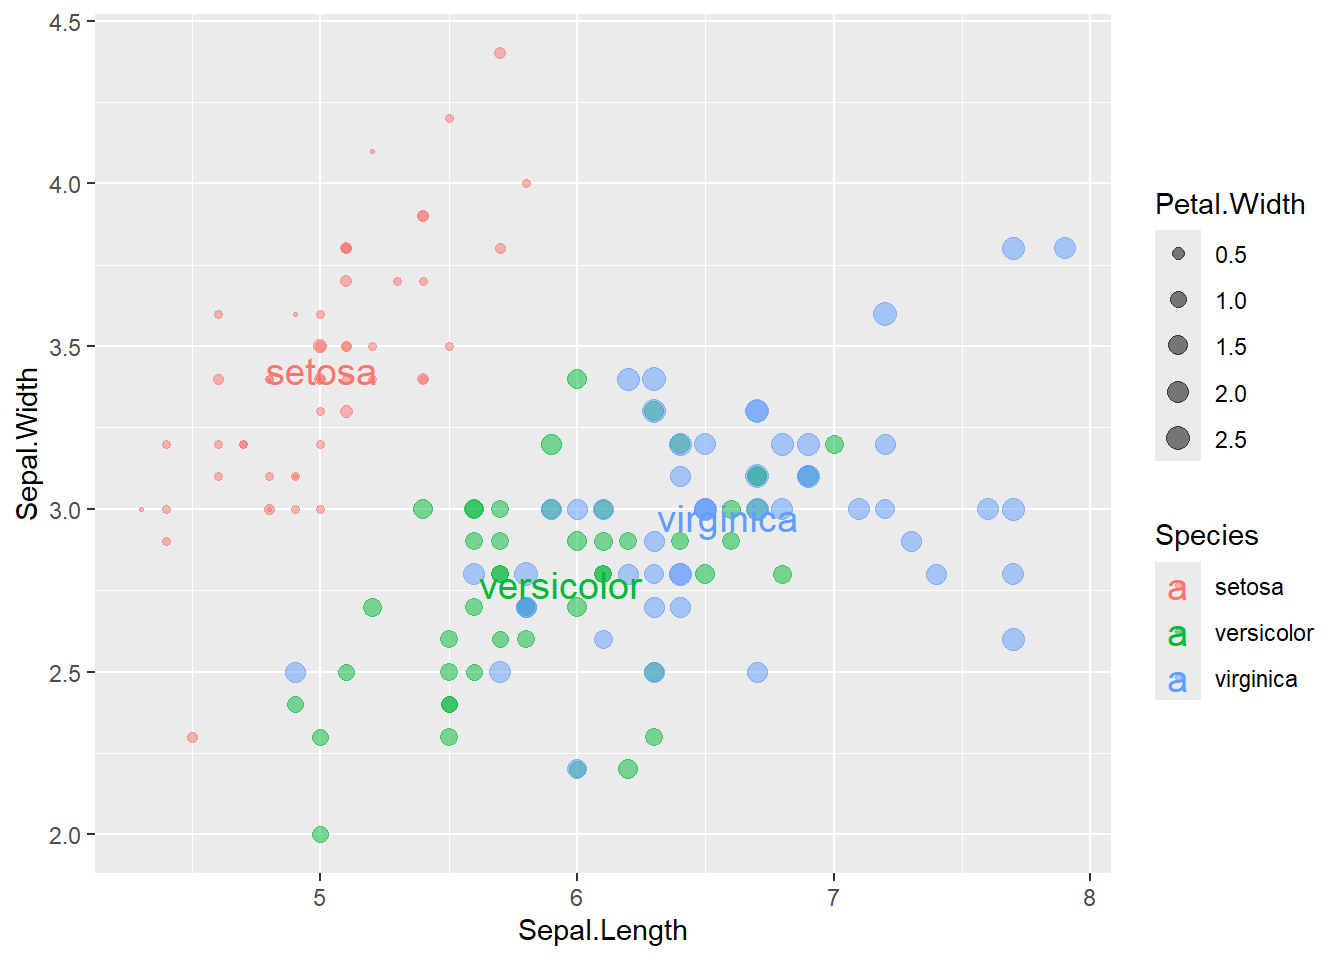 4.5
4.0
3.5
3.0
2.5
2.0
Sepal.Width
setosa
virginica
versicolor
5 6 7 8
Sepal.Length
Petal.Width
0.5
1.0
1.5
2.0
2.5
Species
a setosa
a versicolor
a virginica